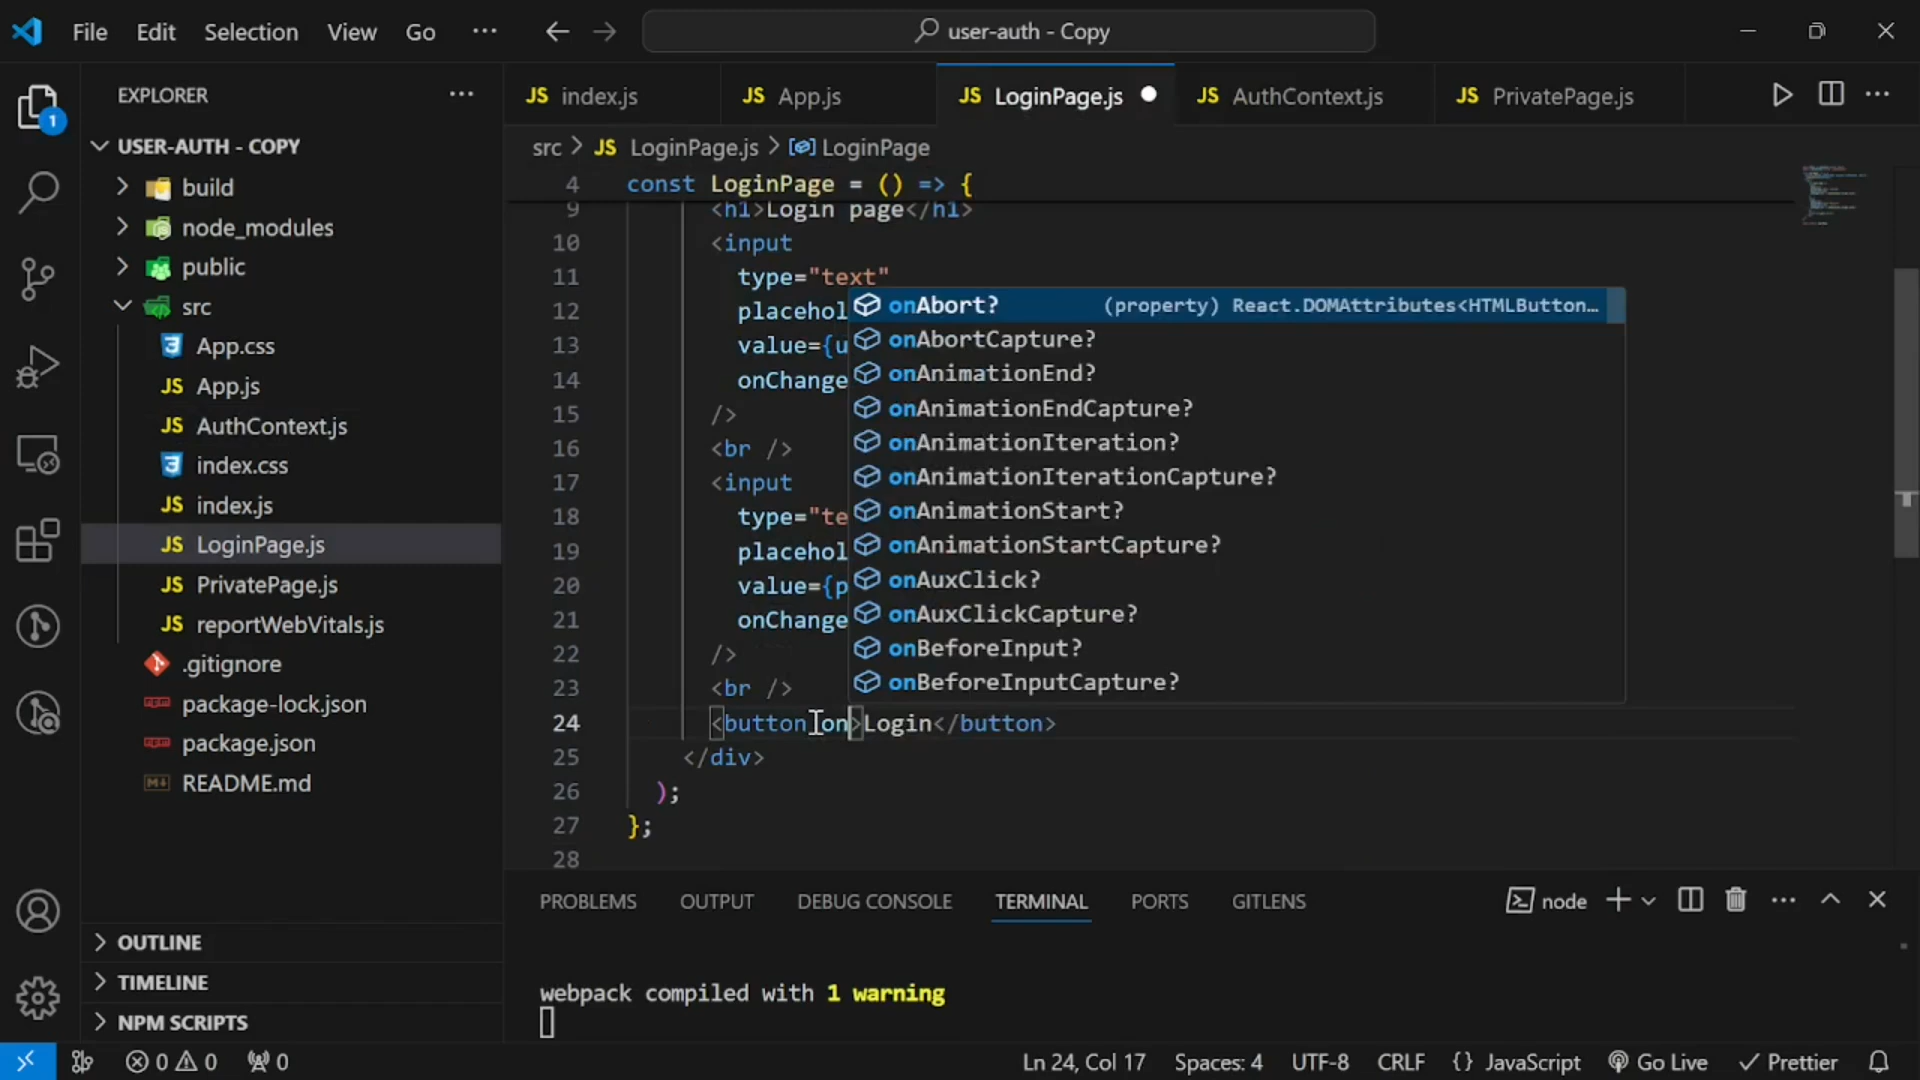 File Edit Selection View Go ··· user-auth - Copy
EXPLORER ···
USER-AUTH - COPY
build
node_modules
public
src
App.css
App.js
AuthContext.js
index.css
index.js
LoginPage.js
PrivatePage.js
reportWebVitals.js
.gitignore
package-lock.json
package.json
README.md
OUTLINE
TIMELINE
NPM SCRIPTS
1
JS index.js JS App.js JS LoginPage.js JS AuthContext.js JS PrivatePage.js
src > JS LoginPage.js > LoginPage
4 const LoginPage = () => {
9 <h1>Login page</h1>
10 <input
11 type="text"
12 placehol
13 value={u
14 onChange
15 />
16 <br />
17 <input
18 type="te
19 placehol
20 value={p
21 onChange
22 />
23 <br />
24 <button on>Login</button>
25 </div>
26 );
27 };
28
onAbort? (property) React.DOMAttributes<HTMLButton…
onAbortCapture?
onAnimationEnd?
onAnimationEndCapture?
onAnimationIteration?
onAnimationIterationCapture?
onAnimationStart?
onAnimationStartCapture?
onAuxClick?
onAuxClickCapture?
onBeforeInput?
onBeforeInputCapture?
PROBLEMS OUTPUT DEBUG CONSOLE TERMINAL PORTS GITLENS node
webpack compiled with 1 warning
0 0 0 Ln 24, Col 17 Spaces: 4 UTF-8 CRLF {} JavaScript Go Live Prettier